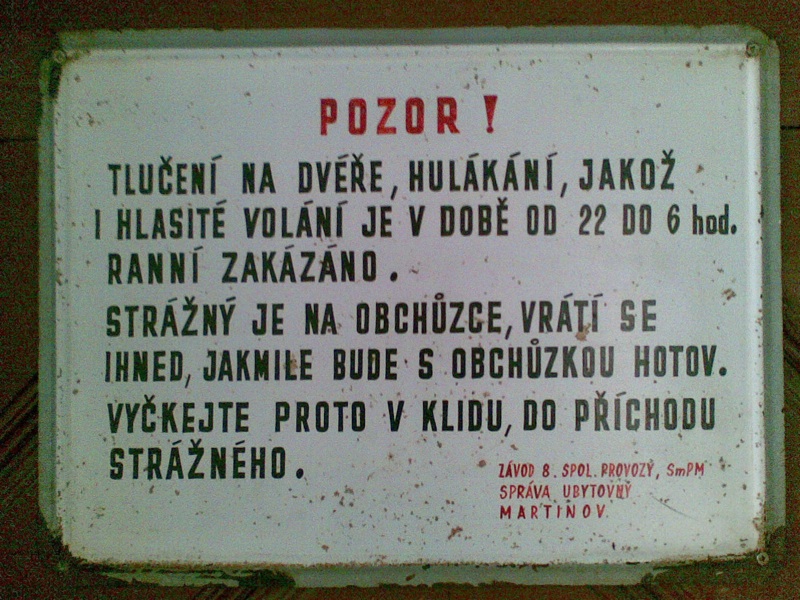 POZOR!
TLUČENÍ NA DVÉŘE, HULÁKÁNÍ, JAKOŽ
I HLASITÉ VOLÁNÍ JE V DOBĚ OD 22 DO 6 hod.
RANNÍ ZAKÁZÁNO.
STRÁŽNÝ JE NA OBCHŮZCE, VRÁTÍ SE
IHNED, JAKMILE BUDE S OBCHŮZKOU HOTOV.
VYČKEJTE PROTO V KLIDU, DO PŘÍCHODU
STRÁŽNÉHO.
ZÁVOD 8. SPOL. PROVOZY, SmPM
SPRÁVA UBYTOVNY
MARTINOV